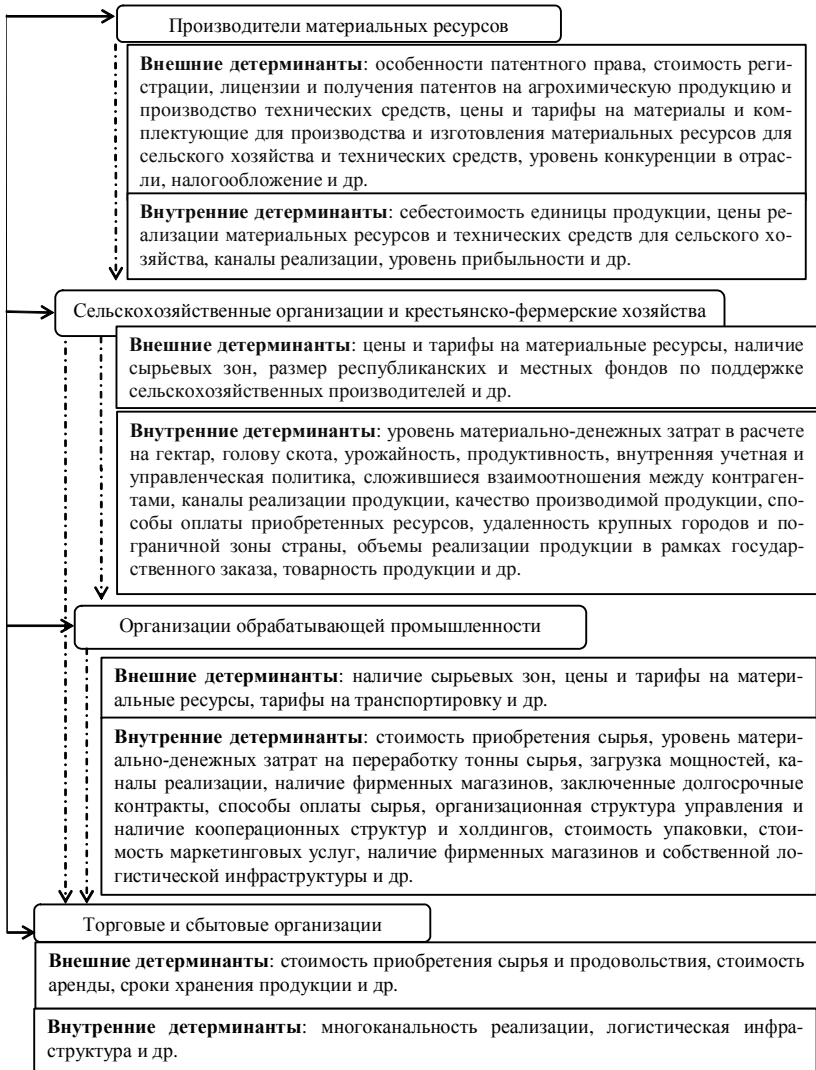 Производители материальных ресурсов
Внешние детерминанты: особенности патентного права, стоимость реги-
страции, лицензии и получения патентов на агрохимическую продукцию и
производство технических средств, цены и тарифы на материалы и ком-
плектующие для производства и изготовления материальных ресурсов для
сельского хозяйства и технических средств, уровень конкуренции в отрас-
ли, налогообложение и др.
Внутренние детерминанты: себестоимость единицы продукции, цены ре-
ализации материальных ресурсов и технических средств для сельского хо-
зяйства, каналы реализации, уровень прибыльности и др.
Сельскохозяйственные организации и крестьянско-фермерские хозяйства
Внешние детерминанты: цены и тарифы на материальные ресурсы, наличие
сырьевых зон, размер республиканских и местных фондов по поддержке
сельскохозяйственных производителей и др.
Внутренние детерминанты: уровень материально-денежных затрат в расчете
на гектар, голову скота, урожайность, продуктивность, внутренняя учетная и
управленческая политика, сложившиеся взаимоотношения между контраген-
тами, каналы реализации продукции, качество производимой продукции, спо-
собы оплаты приобретенных ресурсов, удаленность крупных городов и по-
граничной зоны страны, объемы реализации продукции в рамках государ-
ственного заказа, товарность продукции и др.
Организации обрабатывающей промышленности
Внешние детерминанты: наличие сырьевых зон, цены и тарифы на матери-
альные ресурсы, тарифы на транспортировку и др.
Внутренние детерминанты: стоимость приобретения сырья, уровень матери-
ально-денежных затрат на переработку тонны сырья, загрузка мощностей, ка-
налы реализации, наличие фирменных магазинов, заключенные долгосрочные
контракты, способы оплаты сырья, организационная структура управления и
наличие кооперационных структур и холдингов, стоимость упаковки, стои-
мость маркетинговых услуг, наличие фирменных магазинов и собственной ло-
гистической инфраструктуры и др.
Торговые и сбытовые организации
Внешние детерминанты: стоимость приобретения сырья и продовольствия, стоимость
аренды, сроки хранения продукции и др.
Внутренние детерминанты: многоканальность реализации, логистическая инфра-
структура и др.